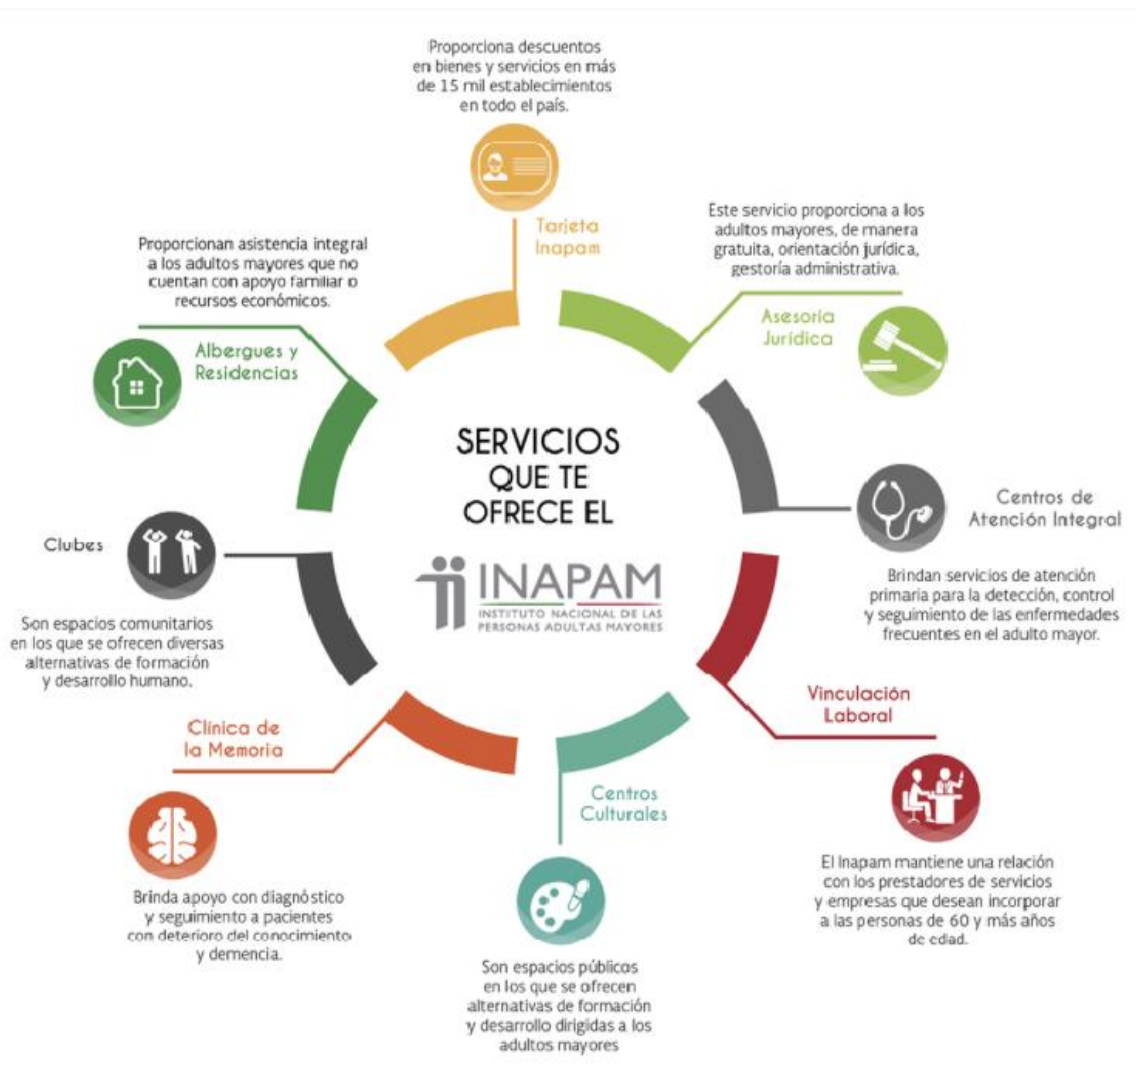 Proporciona descuentos
en bienes y servicios en más
de 15 mil establecimientos
en todo el país.
Tarjeta
Inapam
Este servicio proporciona a los
adultos mayores, de manera
gratuita, orientación jurídica,
gestoría administrativa.
Asesoría
Jurídica
Centros de
Atención Integral
Brindan servicios de atención
primaria para la detección, control
y seguimiento de las enfermedades
frecuentes en el adulto mayor.
Vinculación
Laboral
El Inapam mantiene una relación
con los prestadores de servicios
y empresas que desean incorporar
a las personas de 60 y más años
de edad.
Centros
Culturales
Son espacios públicos
en los que se ofrecen
alternativas de formación
y desarrollo dirigidas a los
adultos mayores
Clínica de
la Memoria
Brinda apoyo con diagnóstico
y seguimiento a pacientes
con deterioro del conocimiento
y demencia.
Clubes
Son espacios comunitarios
en los que se ofrecen diversas
alternativas de formación
y desarrollo humano.
Proporcionan asistencia integral
a los adultos mayores que no
cuentan con apoyo familiar o
recursos económicos.
Albergues y
Residencias
SERVICIOS
QUE TE
OFRECE EL
INAPAM
INSTITUTO NACIONAL DE LAS
PERSONAS ADULTAS MAYORES